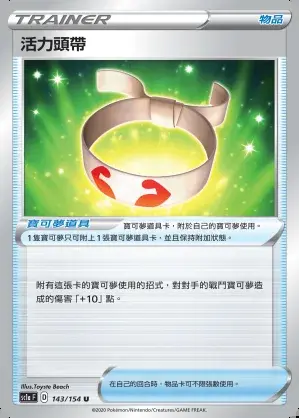 TRAINER 物品
活力頭帶
寶可夢道具 寶可夢道具卡,附於自己的寶可夢使用。
1隻寶可夢只可附上1張寶可夢道具卡,並且保持附加狀態。
附有這張卡的寶可夢使用的招式,對對手的戰鬥寶可夢造
成的傷害「+10」點。
Illus.Toyste Beach
sc1a F D 143/154 U
在自己的回合時,物品卡可不限張數使用。
©2020 Pokémon/Nintendo/Creatures/GAME FREAK.